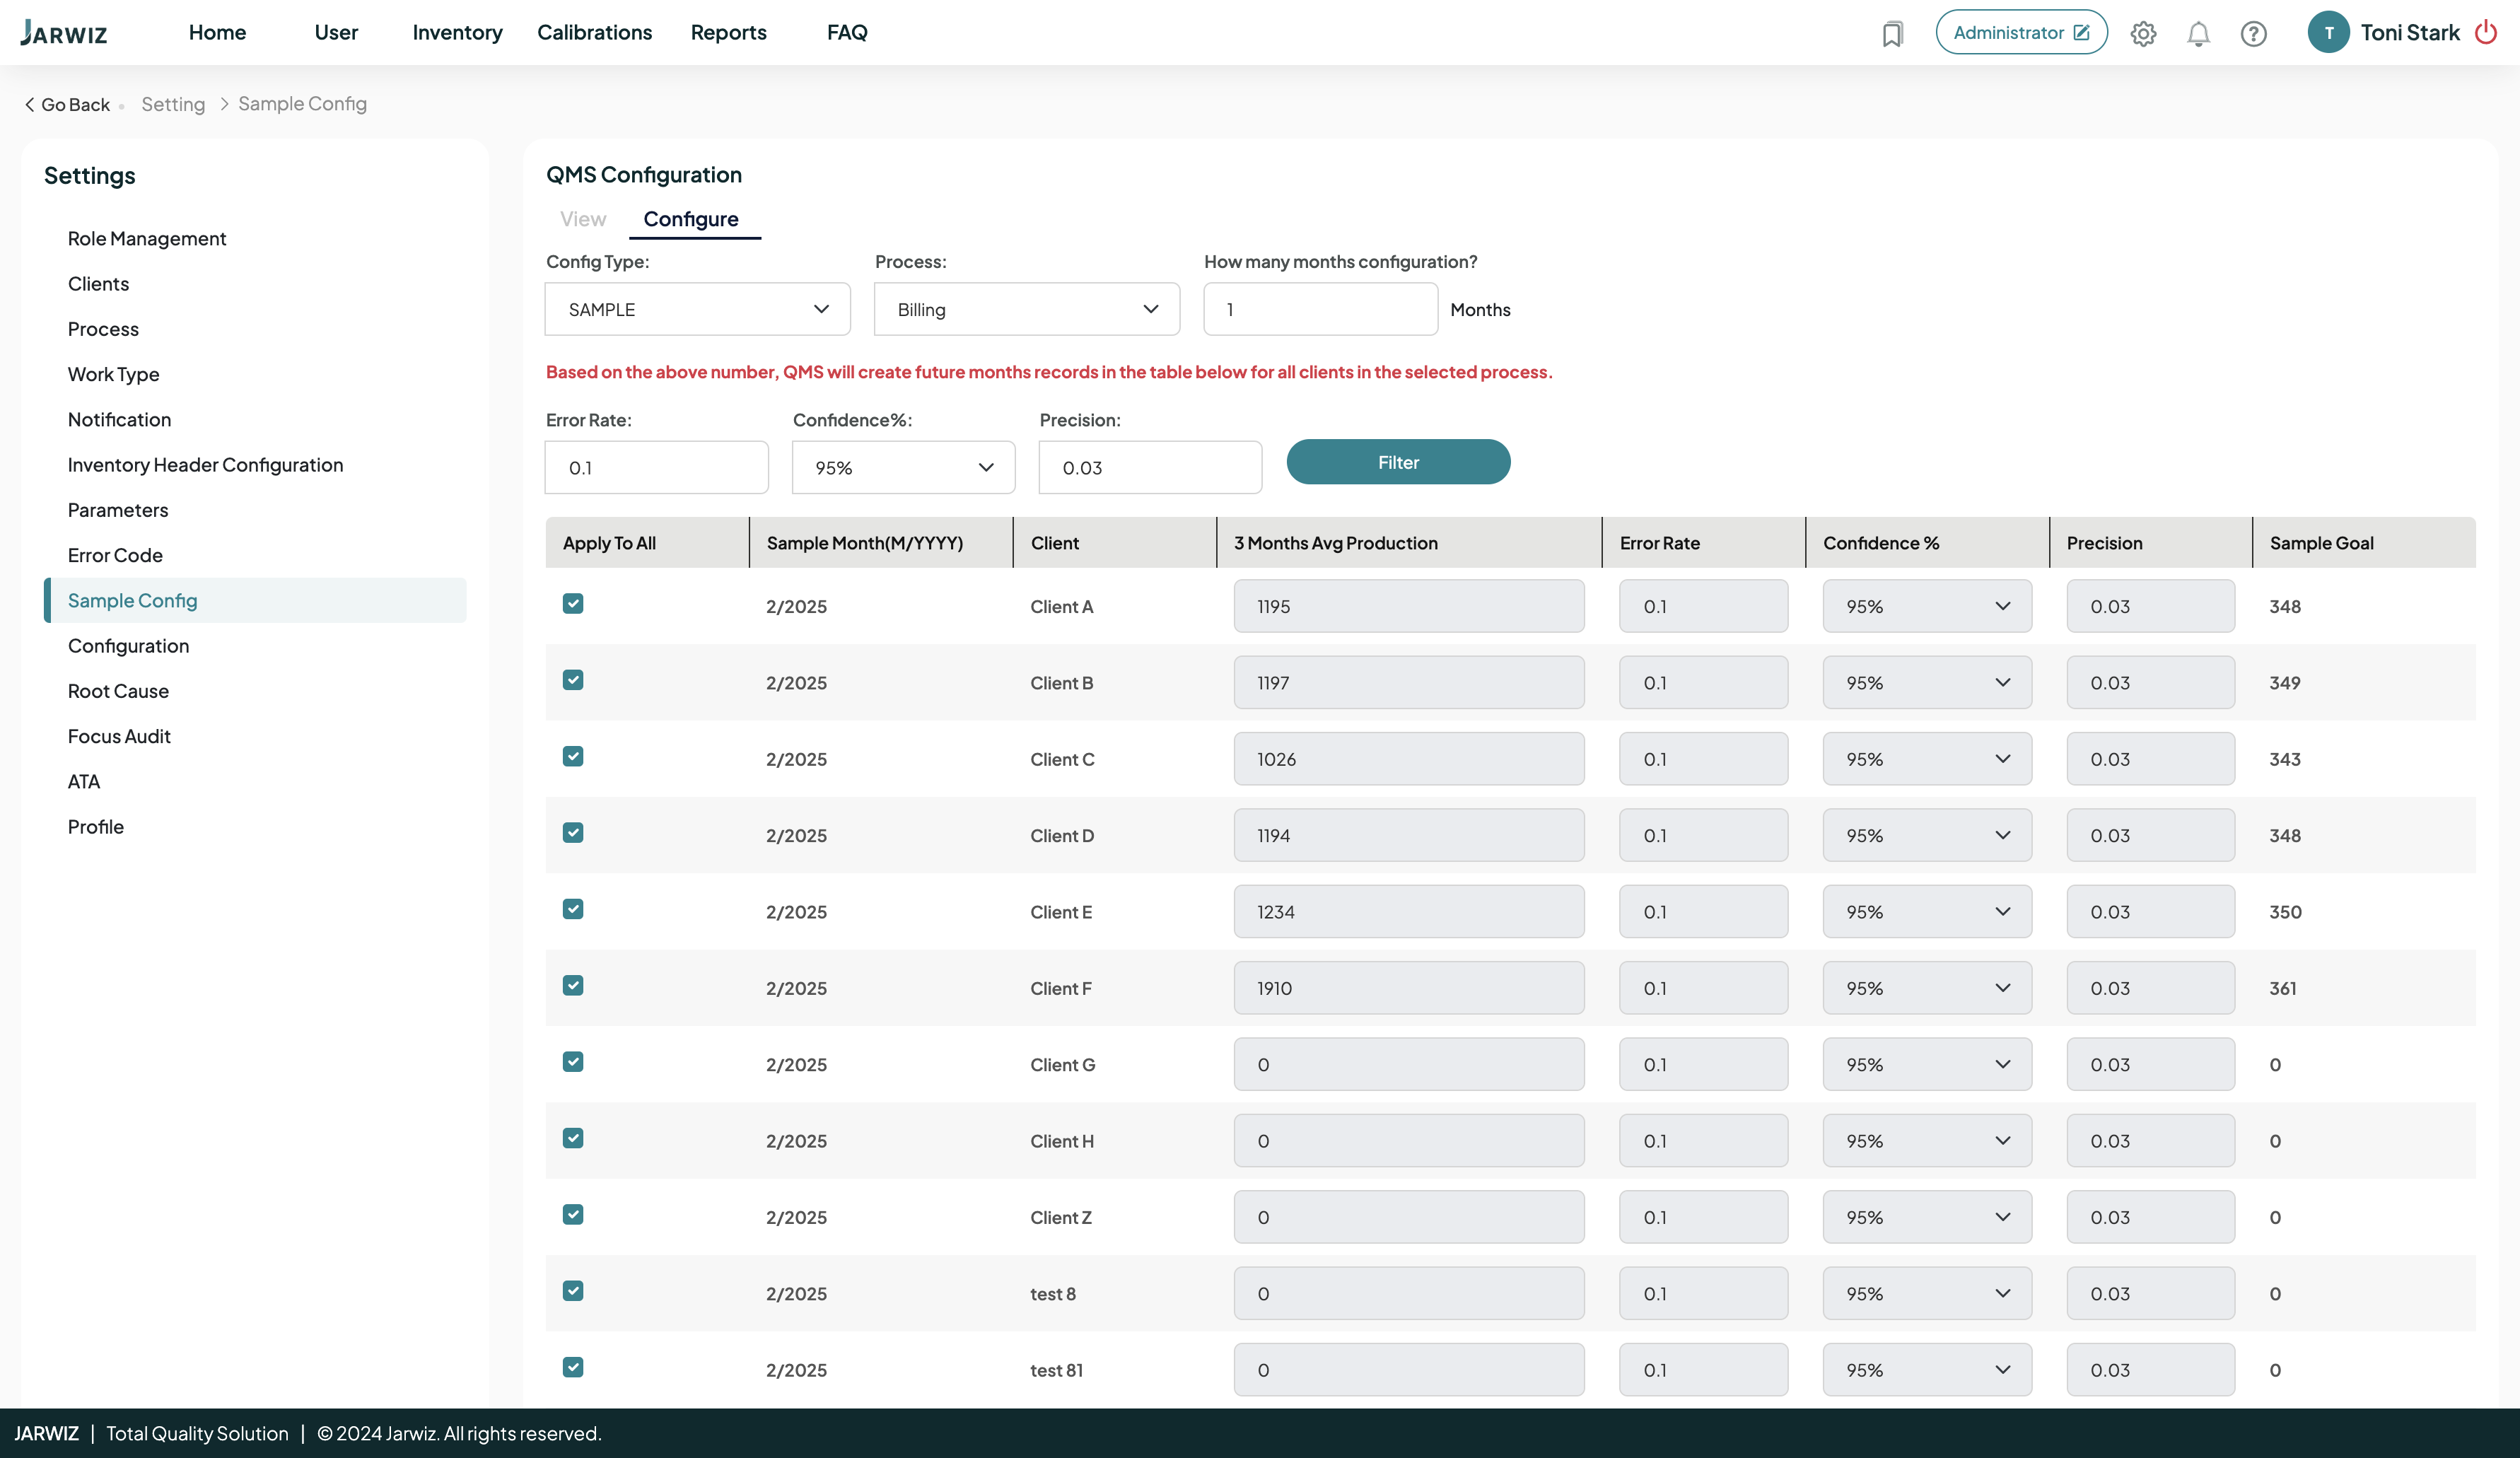 JARWIZ Home User Inventory Calibrations Reports FAQ Administrator T Toni Stark
Go Back Setting Sample Config
Settings
Role Management
Clients
Process
Work Type
Notification
Inventory Header Configuration
Parameters
Error Code
Sample Config
Configuration
Root Cause
Focus Audit
ATA
Profile
QMS Configuration
View Configure
Config Type: Process: How many months configuration?
SAMPLE Billing 1 Months
Based on the above number, QMS will create future months records in the table below for all clients in the selected process.
Error Rate: Confidence%: Precision:
0.1 95% 0.03 Filter
Apply To All Sample Month(M/YYYY) Client 3 Months Avg Production Error Rate Confidence % Precision Sample Goal
2/2025 Client A 1195 0.1 95% 0.03 348
2/2025 Client B 1197 0.1 95% 0.03 349
2/2025 Client C 1026 0.1 95% 0.03 343
2/2025 Client D 1194 0.1 95% 0.03 348
2/2025 Client E 1234 0.1 95% 0.03 350
2/2025 Client F 1910 0.1 95% 0.03 361
2/2025 Client G 0 0.1 95% 0.03 0
2/2025 Client H 0 0.1 95% 0.03 0
2/2025 Client Z 0 0.1 95% 0.03 0
2/2025 test 8 0 0.1 95% 0.03 0
2/2025 test 81 0 0.1 95% 0.03 0
JARWIZ | Total Quality Solution | © 2024 Jarwiz. All rights reserved.